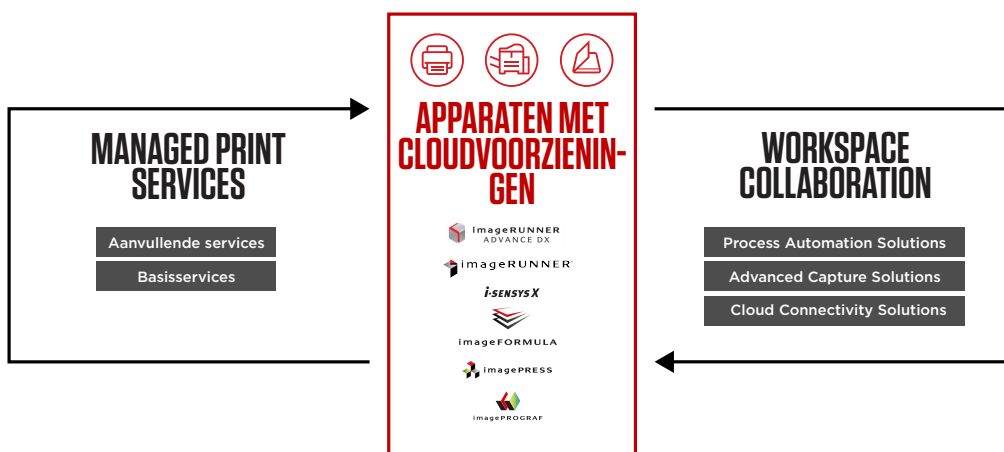 MANAGED PRINT
SERVICES
Aanvullende services
Basisservices
APPARATEN MET
CLOUDVOORZIENIN-
GEN
imageRUNNER
ADVANCE DX
imageRUNNER
i-SENSYS X
imageFORMULA
imagePRESS
imagePROGRAF
WORKSPACE
COLLABORATION
Process Automation Solutions
Advanced Capture Solutions
Cloud Connectivity Solutions